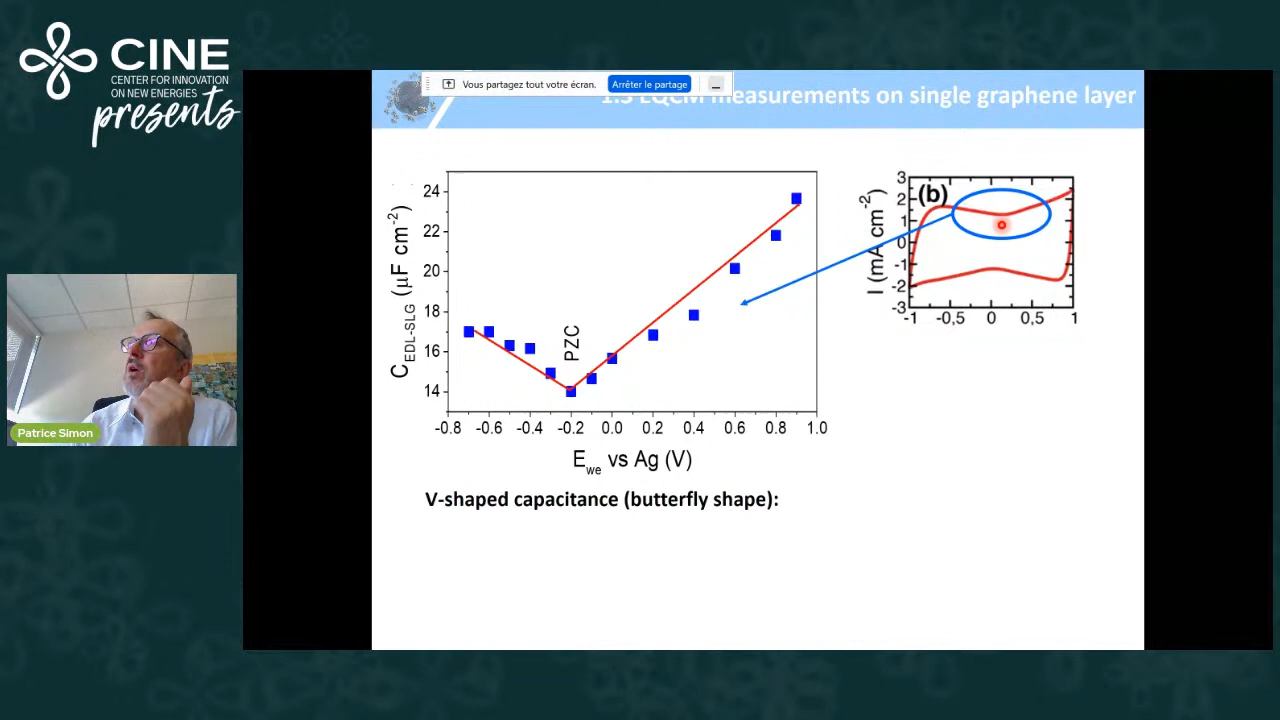 CINE
CENTER FOR INNOVATION
ON NEW ENERGIES
presents
Vous partagez tout votre écran.
Arrêter le partage
1.3 EQCM measurements on single graphene layer
C EDL-SLG (µF cm-2)
24
22
20
18
16
14
PZC
-0.8 -0.6 -0.4 -0.2 0.0 0.2 0.4 0.6 0.8 1.0
Ewe vs Ag (V)
(b)
I (mA cm-2)
3
2
1
0
-1
-2
-3
-1 -0,5 0 0,5 1
V-shaped capacitance (butterfly shape):
Patrice Simon